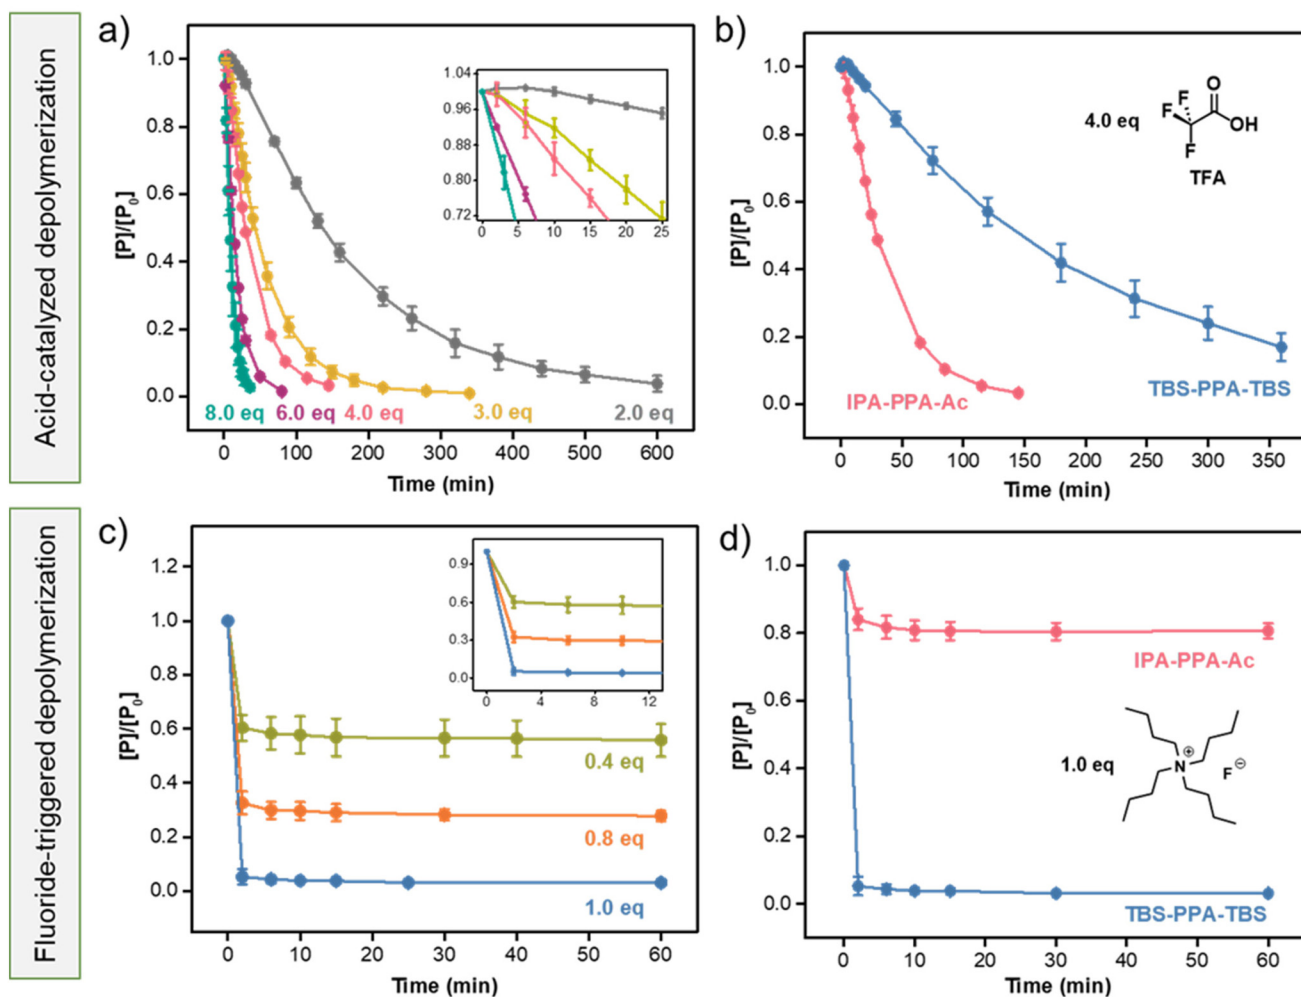 Acid-catalyzed depolymerization
a)
[P]/[P₀]
1.0
0.8
0.6
0.4
0.2
0.0
1.04
0.96
0.88
0.80
0.72
0 5 10 15 20 25
8.0 eq 6.0 eq 4.0 eq 3.0 eq 2.0 eq
0 100 200 300 400 500 600
Time (min)
b)
[P]/[P₀]
1.0
0.8
0.6
0.4
0.2
0.0
4.0 eq
F
F
F
O
OH
TFA
IPA-PPA-Ac
TBS-PPA-TBS
0 50 100 150 200 250 300 350
Time (min)
Fluoride-triggered depolymerization
c)
[P]/[P₀]
1.2
1.0
0.8
0.6
0.4
0.2
0.0
0.9
0.6
0.3
0.0
0 4 8 12
0.4 eq
0.8 eq
1.0 eq
0 10 20 30 40 50 60
Time (min)
d)
[P]/[P₀]
1.0
0.8
0.6
0.4
0.2
0.0
IPA-PPA-Ac
1.0 eq
N⊕
F⊖
TBS-PPA-TBS
0 10 20 30 40 50 60
Time (min)